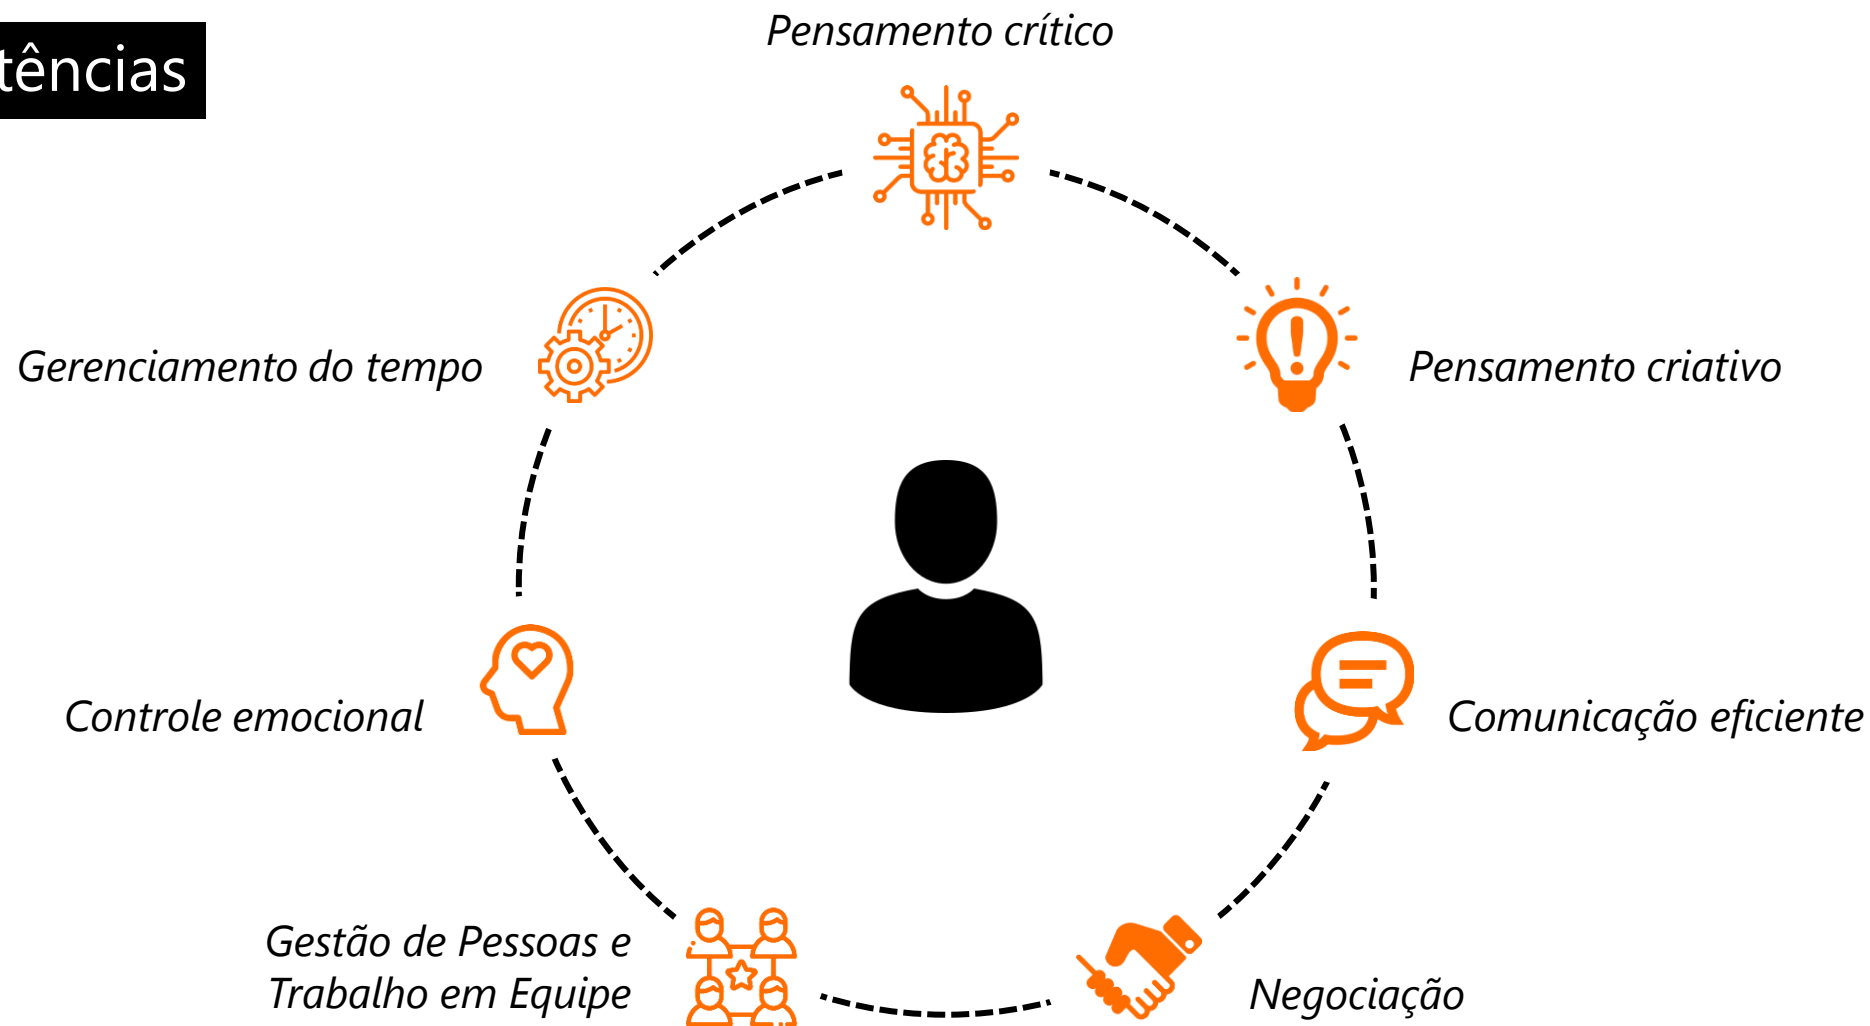 tências
Pensamento crítico
Gerenciamento do tempo
Pensamento criativo
Controle emocional
Comunicação eficiente
Gestão de Pessoas e
Trabalho em Equipe
Negociação